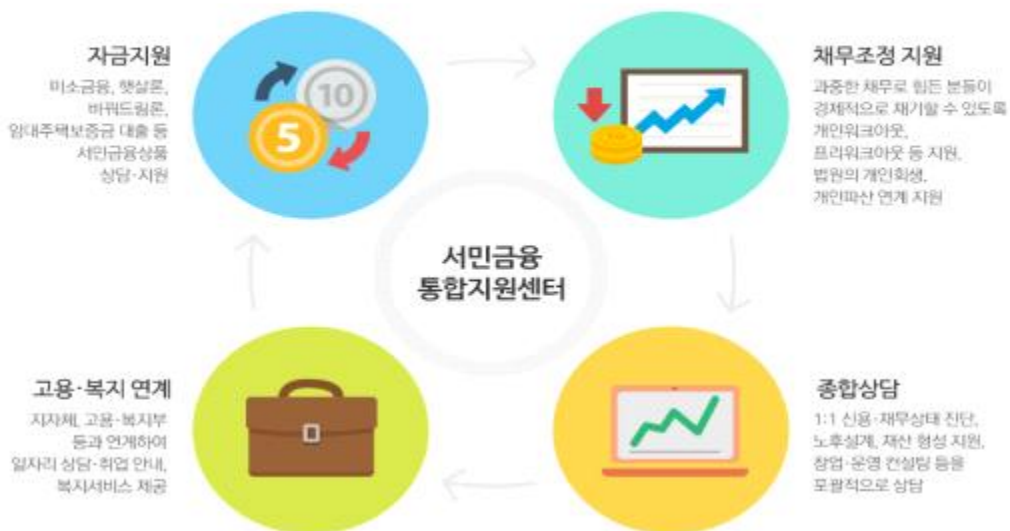 자금지원
미소금융, 햇살론,
바꿔드림론,
임대주택보증금 대출 등
서민금융상품
상담·지원
10
5
채무조정 지원
과중한 채무로 힘든 분들이
경제적으로 재기할 수 있도록
개인워크아웃,
프리워크아웃 등 지원,
법원의 개인회생,
개인파산 연계 지원
서민금융
통합지원센터
고용·복지 연계
지자체, 고용·복지부
등과 연계하여
일자리 상담·취업 안내,
복지서비스 제공
종합상담
1:1 신용·재무상태 진단,
노후설계, 재산 형성 지원,
창업·운영 컨설팅 등을
포괄적으로 상담